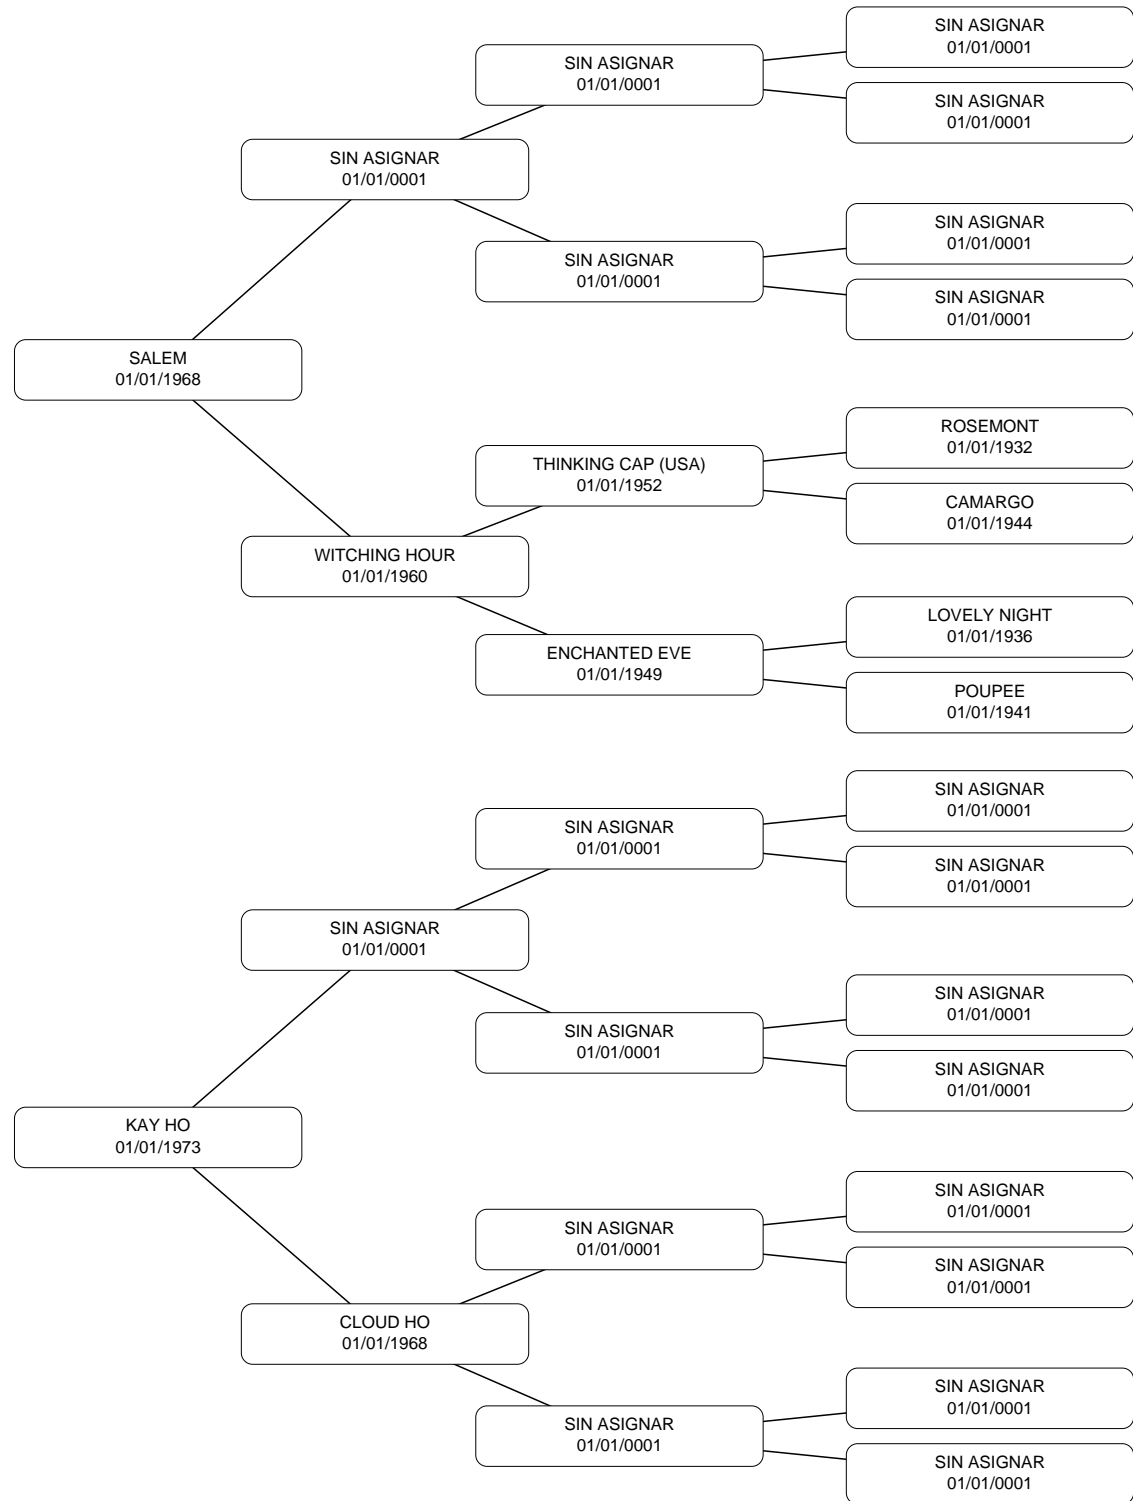 SIN ASIGNAR
01/01/0001
SIN ASIGNAR
01/01/0001
SIN ASIGNAR
01/01/0001
SIN ASIGNAR
01/01/0001
SIN ASIGNAR
01/01/0001
SIN ASIGNAR
01/01/0001
SIN ASIGNAR
01/01/0001
SALEM
01/01/1968
ROSEMONT
01/01/1932
THINKING CAP (USA)
01/01/1952
CAMARGO
01/01/1944
WITCHING HOUR
01/01/1960
LOVELY NIGHT
01/01/1936
ENCHANTED EVE
01/01/1949
POUPEE
01/01/1941
SIN ASIGNAR
01/01/0001
SIN ASIGNAR
01/01/0001
SIN ASIGNAR
01/01/0001
SIN ASIGNAR
01/01/0001
SIN ASIGNAR
01/01/0001
SIN ASIGNAR
01/01/0001
SIN ASIGNAR
01/01/0001
KAY HO
01/01/1973
SIN ASIGNAR
01/01/0001
SIN ASIGNAR
01/01/0001
SIN ASIGNAR
01/01/0001
CLOUD HO
01/01/1968
SIN ASIGNAR
01/01/0001
SIN ASIGNAR
01/01/0001
SIN ASIGNAR
01/01/0001